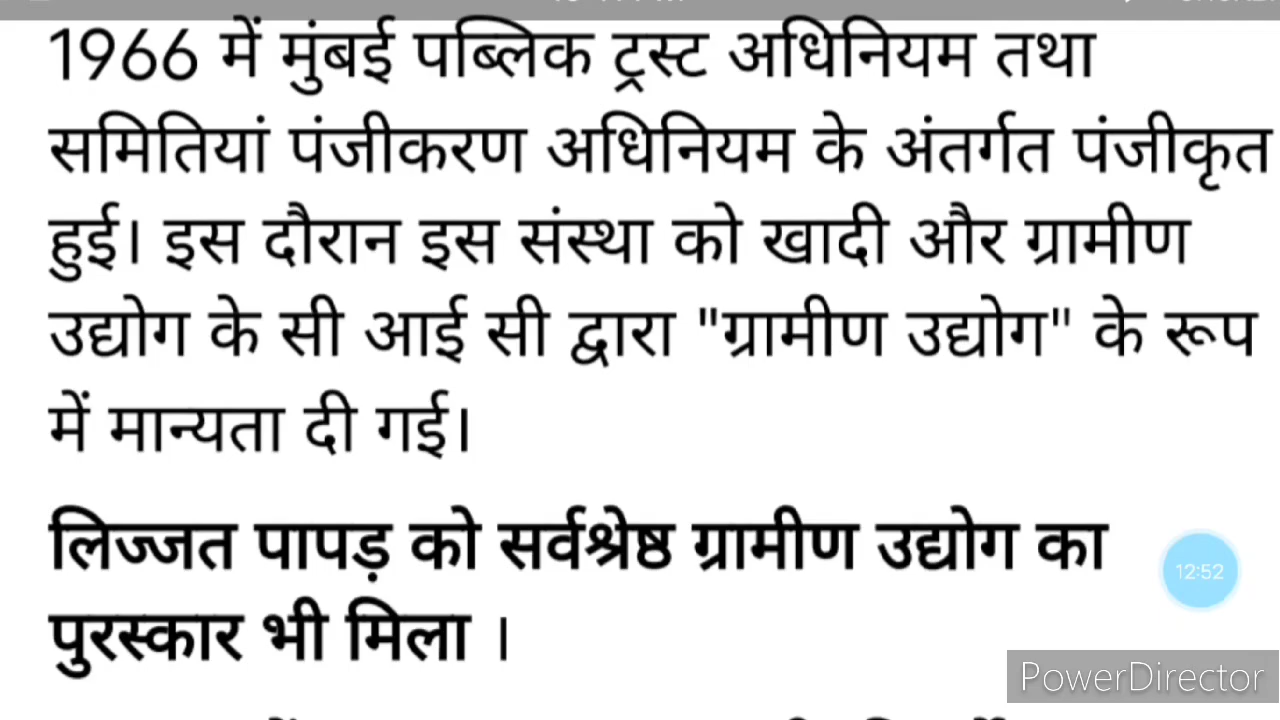 1966 में मुंबई पब्लिक ट्रस्ट अधिनियम तथा
समितियां पंजीकरण अधिनियम के अंतर्गत पंजीकृत
हुई। इस दौरान इस संस्था को खादी और ग्रामीण
उद्योग के सी आई सी द्वारा "ग्रामीण उद्योग" के रूप
में मान्यता दी गई।
लिज्जत पापड़ को सर्वश्रेष्ठ ग्रामीण उद्योग का
12:52
पुरस्कार भी मिला ।
PowerDirector